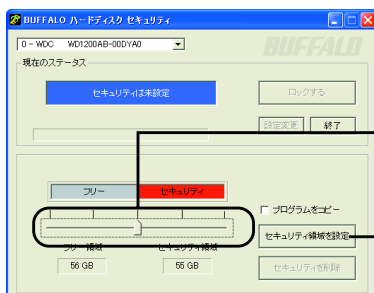 BUFFALO ハードディスク セキュリティ
0 - WDC WD1200AB-00DYA0
BUFFALO
現在のステータス
セキュリティは未設定
ロックする
設定変更
終了
フリー
セキュリティ
プログラムをコピー
フリー領域
セキュリティ領域
セキュリティ領域を設定
56 GB
55 GB
セキュリティを削除